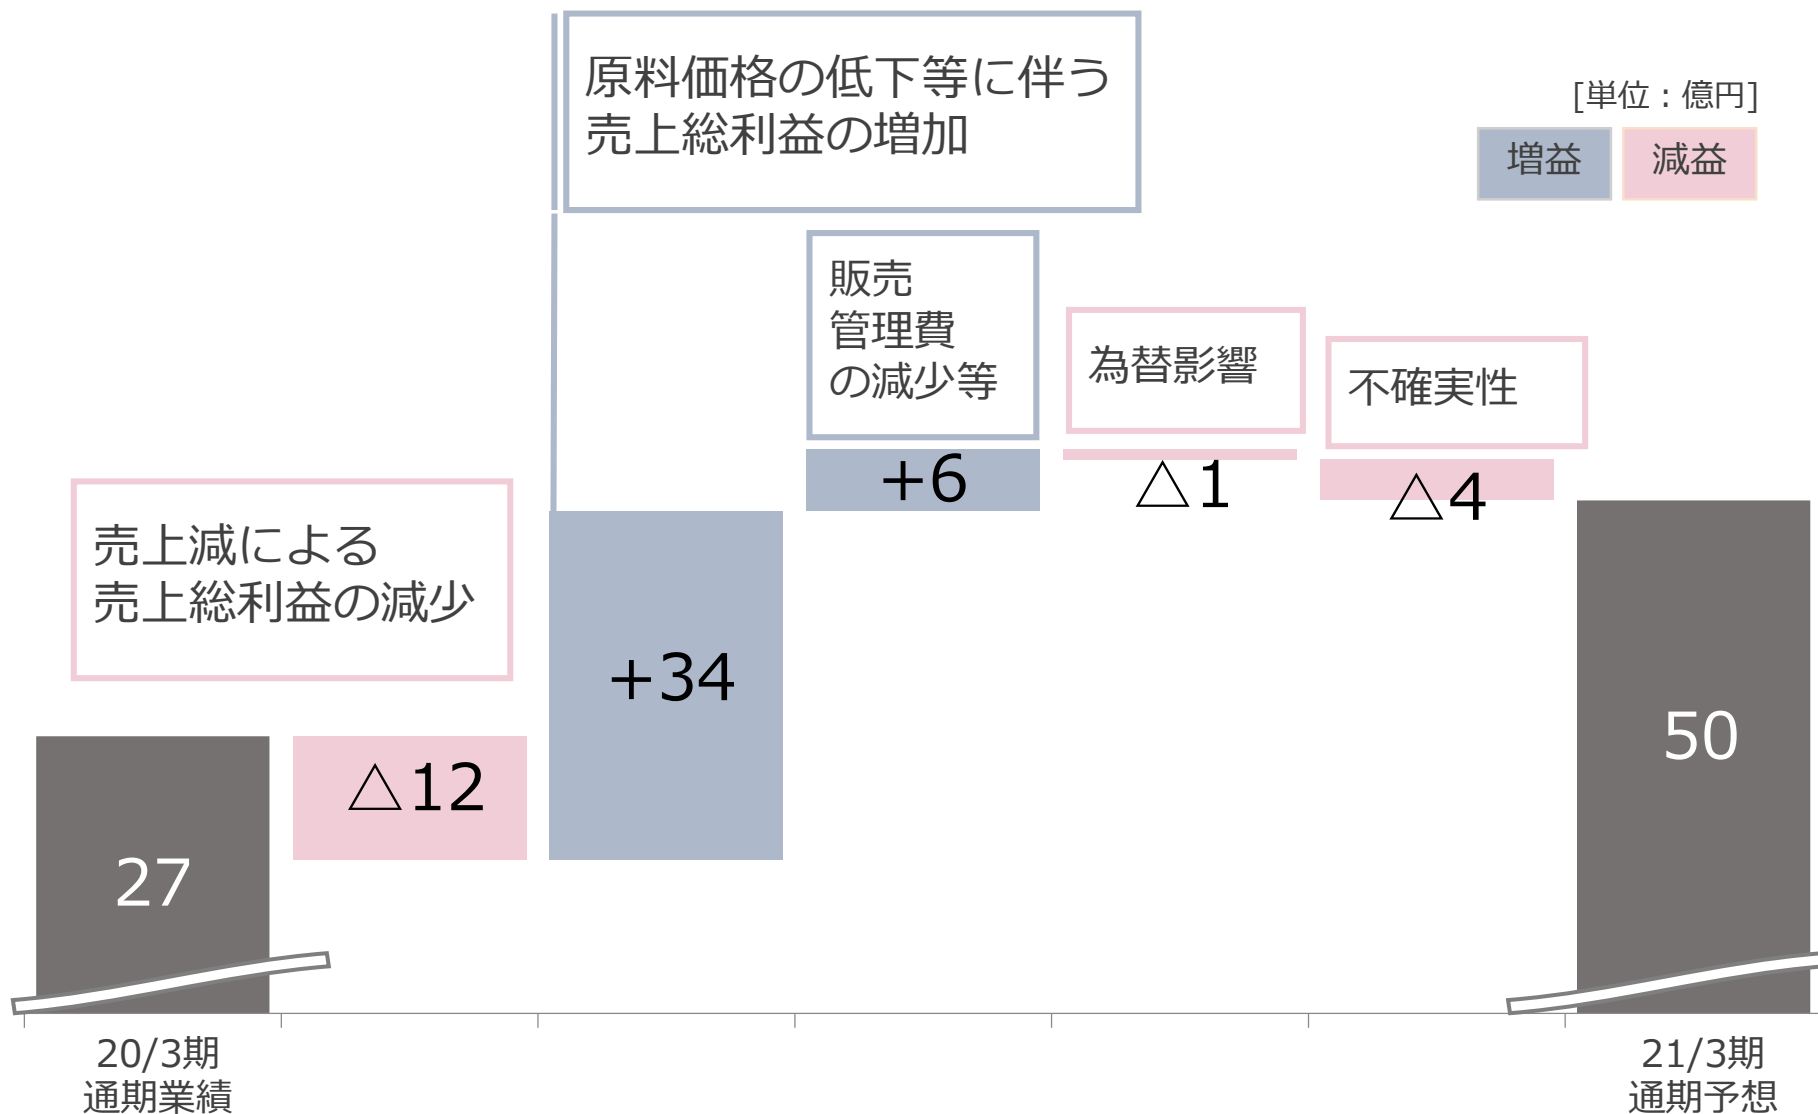 原料価格の低下等に伴う
売上総利益の増加
[単位：億円]
増益
減益
販売
管理費
の減少等
為替影響
不確実性
+6
△1
△4
売上減による
売上総利益の減少
+34
△12
27
50
20/3期
通期業績
21/3期
通期予想